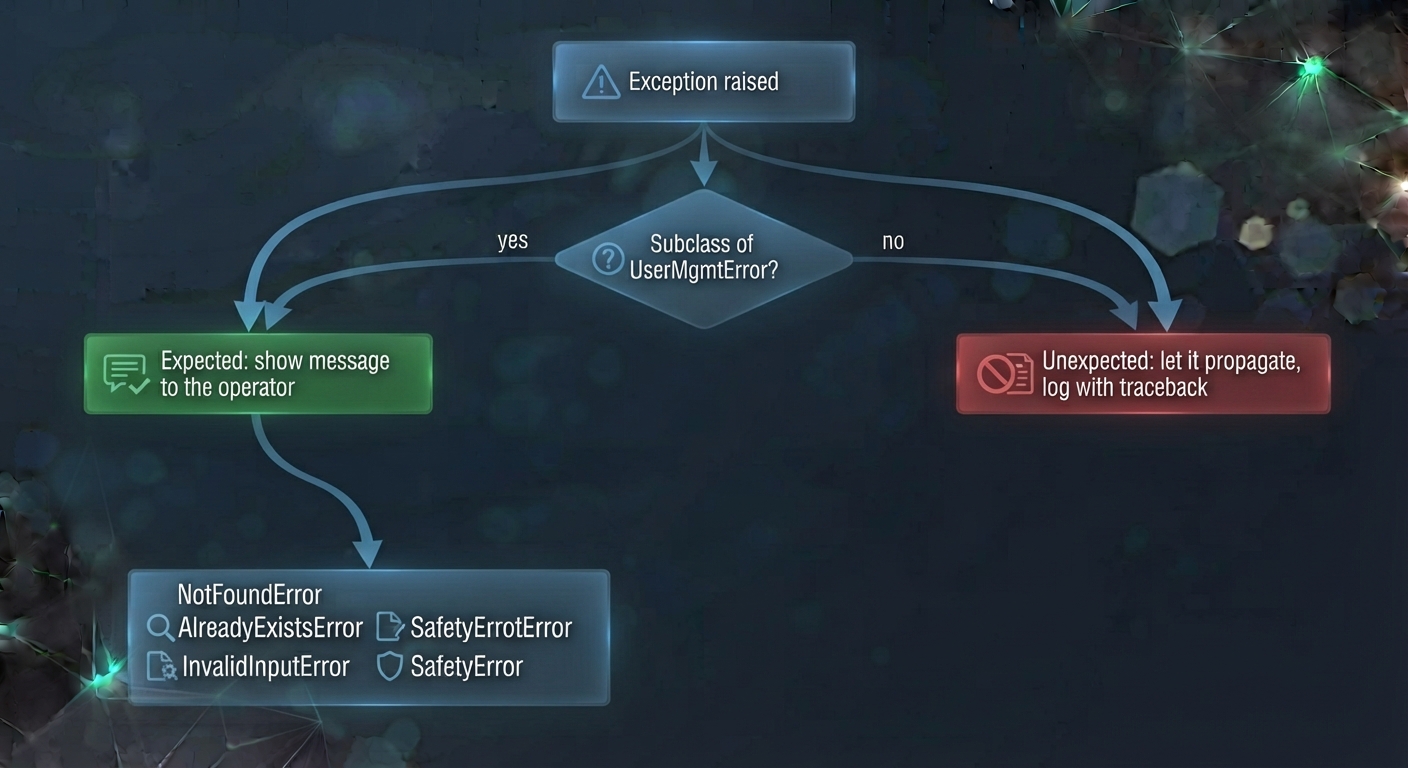 Exception raised
Subclass of
UserMgmtError?
yes
no
Expected: show message
to the operator
Unexpected: let it propagate,
log with traceback
NotFoundError
AlreadyExistsError
SafetyErrotError
InvalidInputError
SafetyError